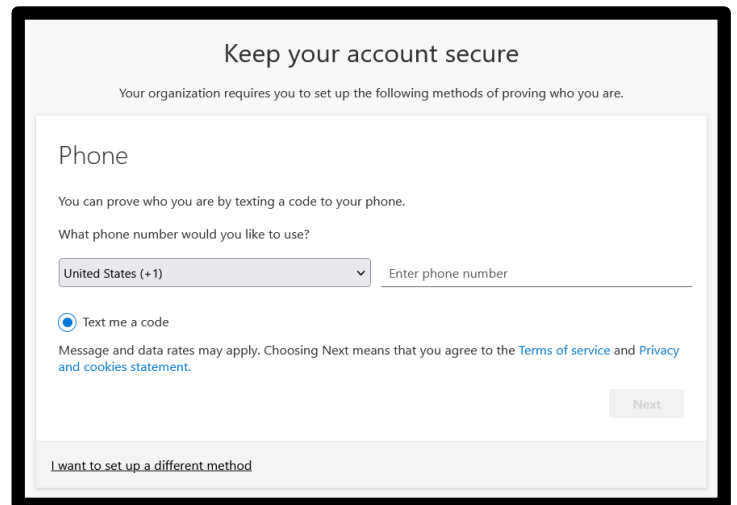 Keep your account secure
Your organization requires you to set up the following methods of proving who you are.
Phone
You can prove who you are by texting a code to your phone.
What phone number would you like to use?
United States (+1)
Enter phone number
Text me a code
Message and data rates may apply. Choosing Next means that you agree to the Terms of service and Privacy
and cookies statement.
Next
I want to set up a different method